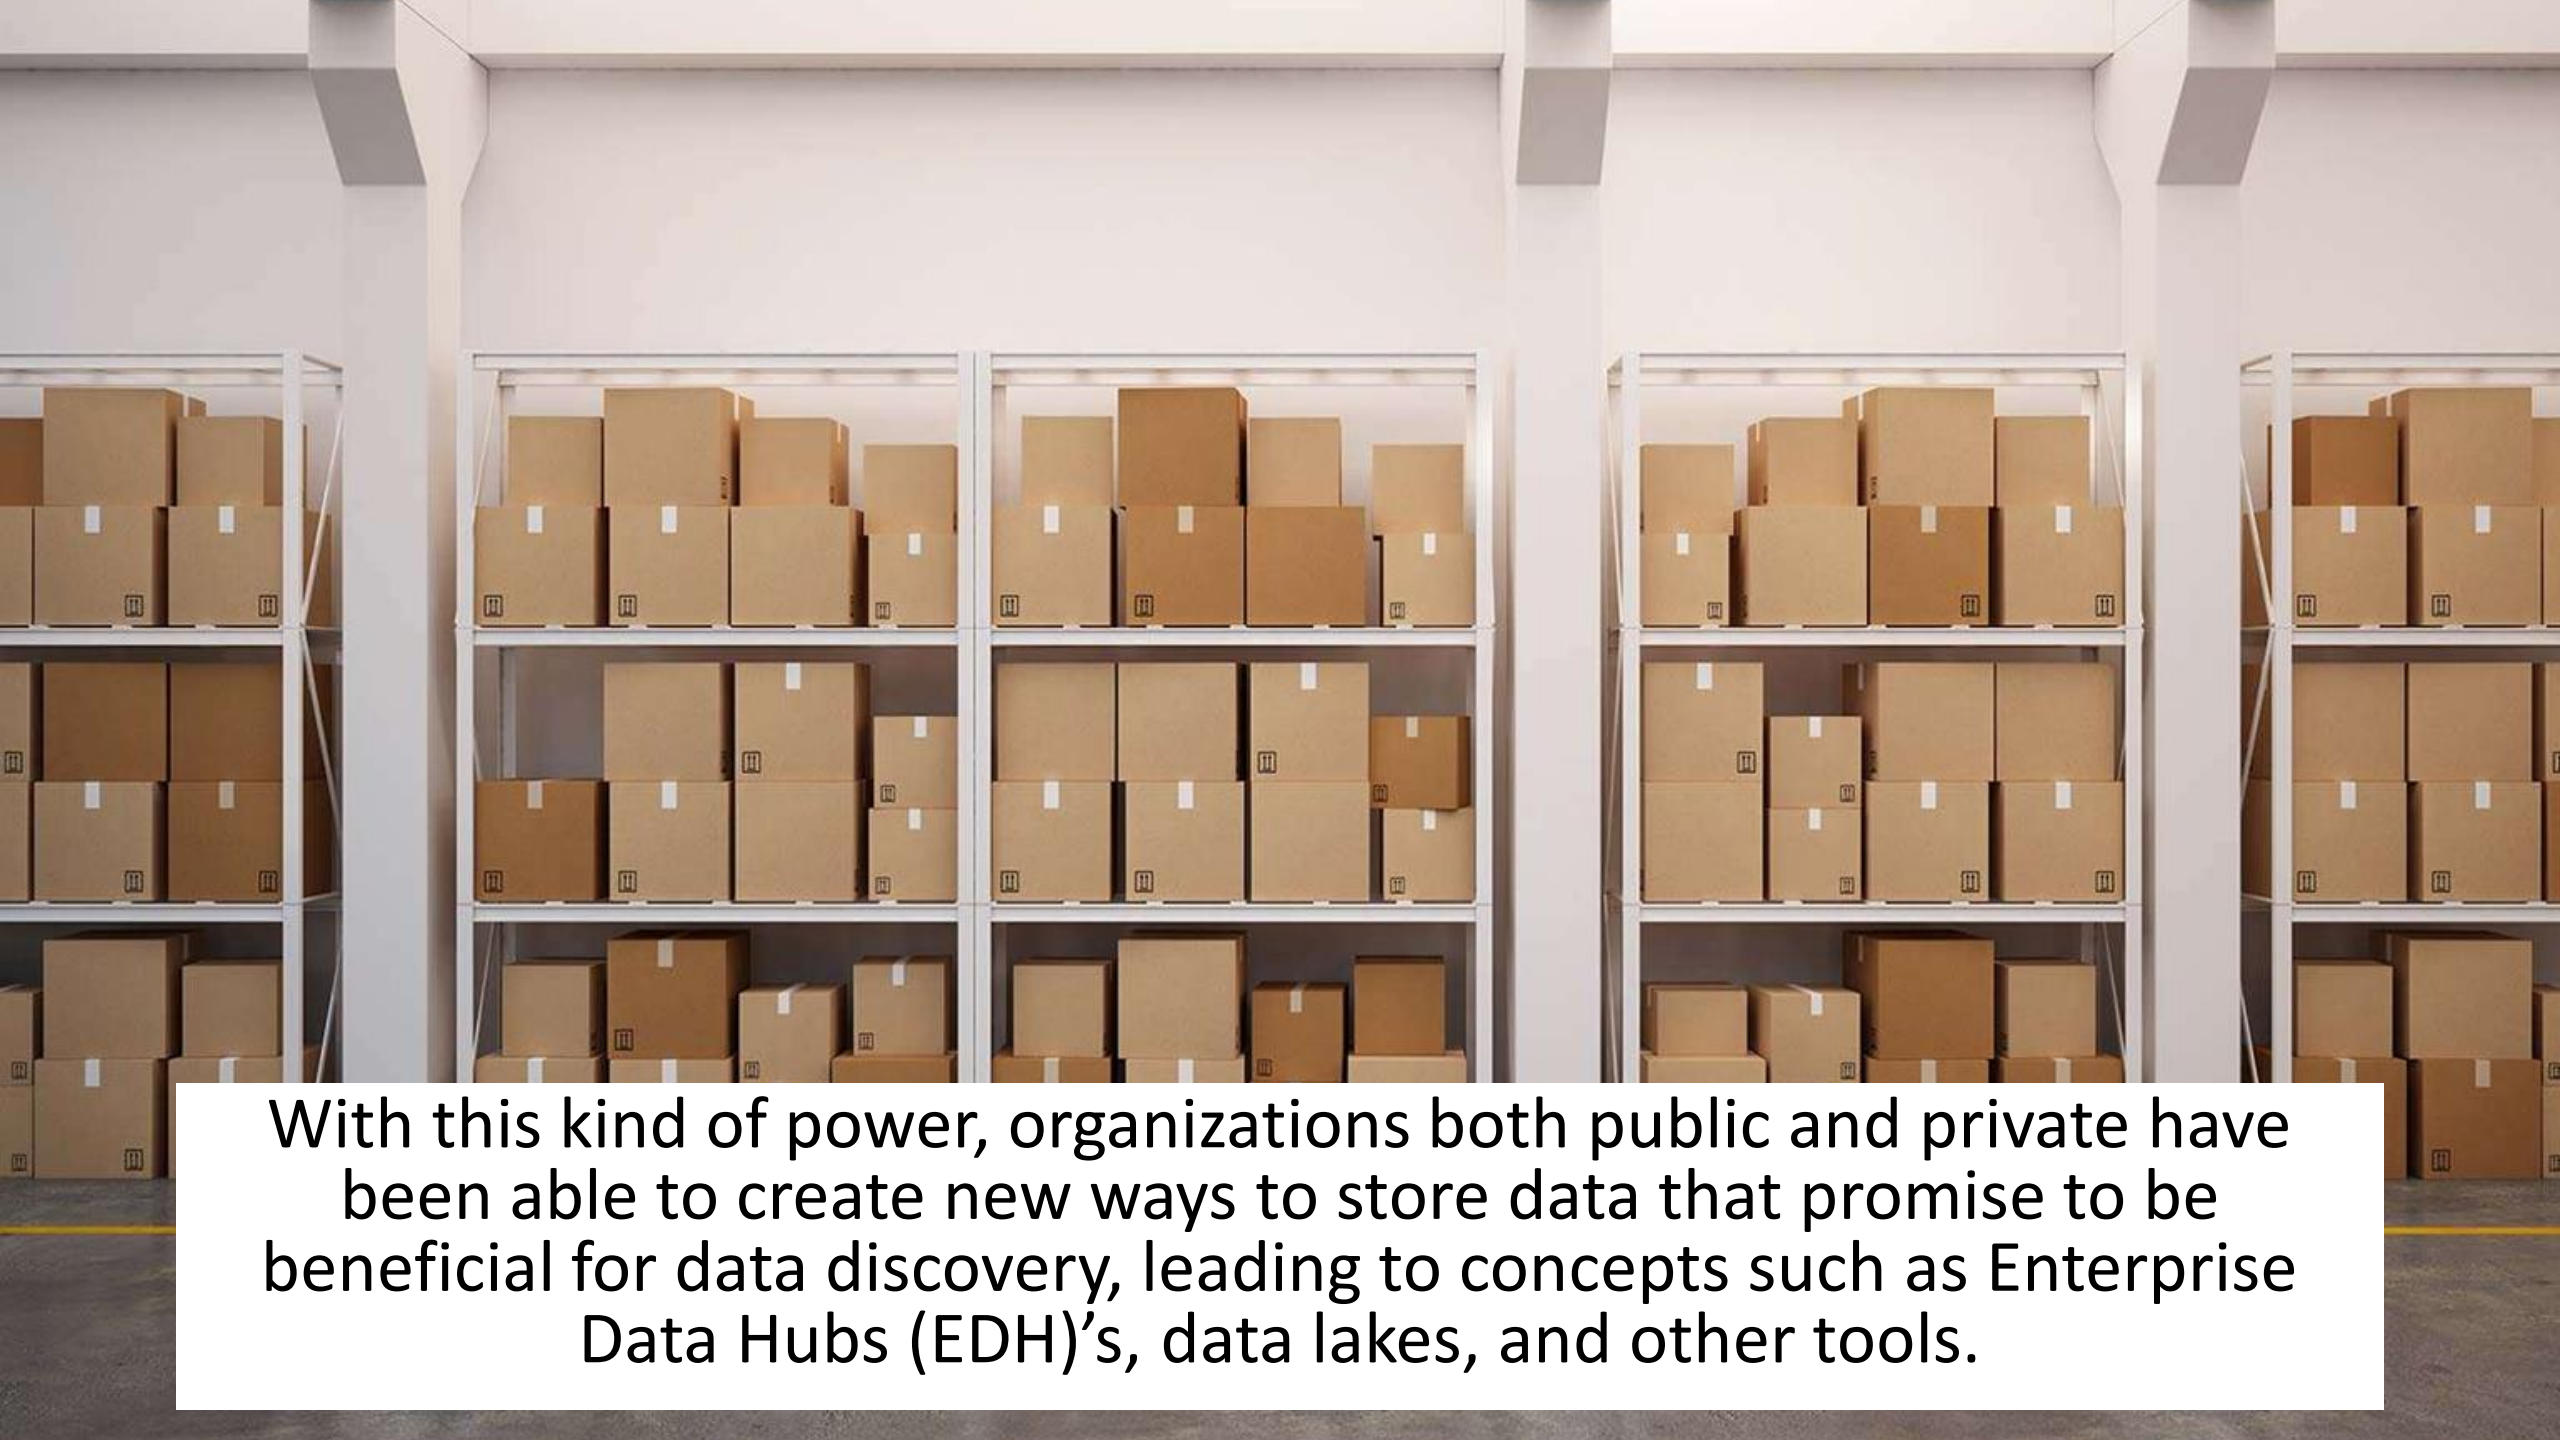 With this kind of power, organizations both public and private have
been able to create new ways to store data that promise to be
beneficial for data discovery, leading to concepts such as Enterprise
Data Hubs (EDH)’s, data lakes, and other tools.